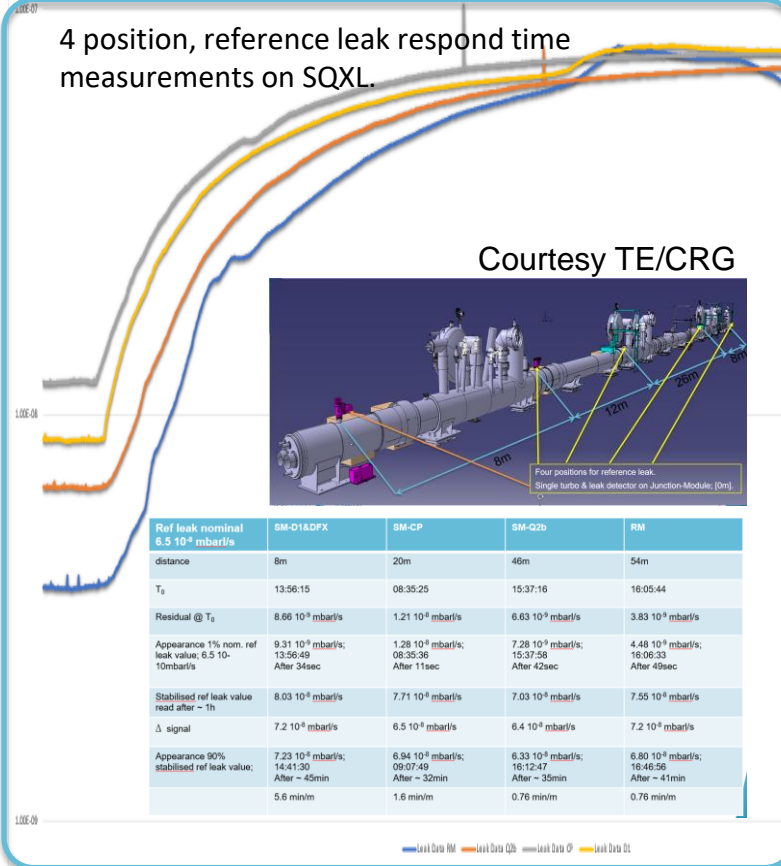 1.00E-07
4 position, reference leak respond time
measurements on SQXL.
Courtesy TE/CRG
8m
12m
26m
8m
Four positions for reference leak.
Single turbo & leak detector on Junction-Module; [0m].
1.00E-08
Ref leak nominal
6.5 10⁻⁸ mbarl/s
SM-D1&DFX
SM-CP
SM-Q2b
RM
distance
8m
20m
46m
54m
T₀
13:56:15
08:35:25
15:37:16
16:05:44
Residual @ T₀
8.66 10⁻⁹ mbarl/s
1.21 10⁻⁸ mbarl/s
6.63 10⁻⁹ mbarl/s
3.83 10⁻⁹ mbarl/s
Appearance 1% nom. ref
leak value; 6.5 10-
10mbarl/s
9.31 10⁻⁹ mbarl/s;
13:56:49
After 34sec
1.28 10⁻⁸ mbarl/s;
08:35:36
After 11sec
7.28 10⁻⁹ mbarl/s;
15:37:58
After 42sec
4.48 10⁻⁹ mbarl/s;
16:06:33
After 49sec
Stabilised ref leak value
read after ~ 1h
8.03 10⁻⁸ mbarl/s
7.71 10⁻⁸ mbarl/s
7.03 10⁻⁸ mbarl/s
7.55 10⁻⁸ mbarl/s
Δ signal
7.2 10⁻⁸ mbarl/s
6.5 10⁻⁸ mbarl/s
6.4 10⁻⁸ mbarl/s
7.2 10⁻⁸ mbarl/s
Appearance 90%
stabilised ref leak value;
7.23 10⁻⁸ mbarl/s;
14:41:30
After ~ 45min
6.94 10⁻⁸ mbarl/s;
09:07:49
After ~ 32min
6.33 10⁻⁸ mbarl/s;
16:12:47
After ~ 35min
6.80 10⁻⁸ mbarl/s;
16:46:56
After ~ 41min
5.6 min/m
1.6 min/m
0.76 min/m
0.76 min/m
1.00E-09
Leak Data RM
Leak Data Q2b
Leak Data CP
Leak Data D1